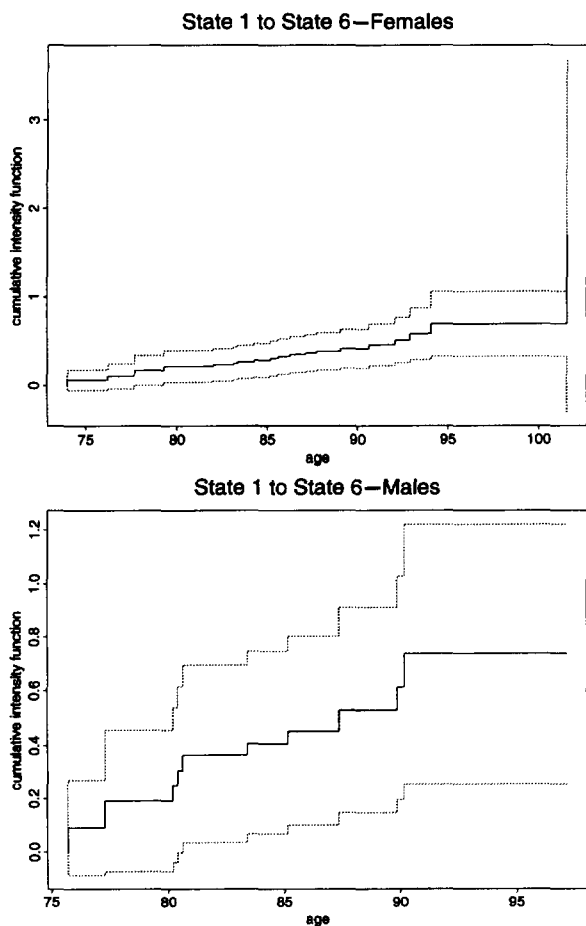 State 1 to State 6—Females
cumulative intensity function
3
2
1
0
75 80 85 90 95 100
age
State 1 to State 6—Males
cumulative intensity function
1.2
1.0
0.8
0.6
0.4
0.2
0.0
75 80 85 90 95
age